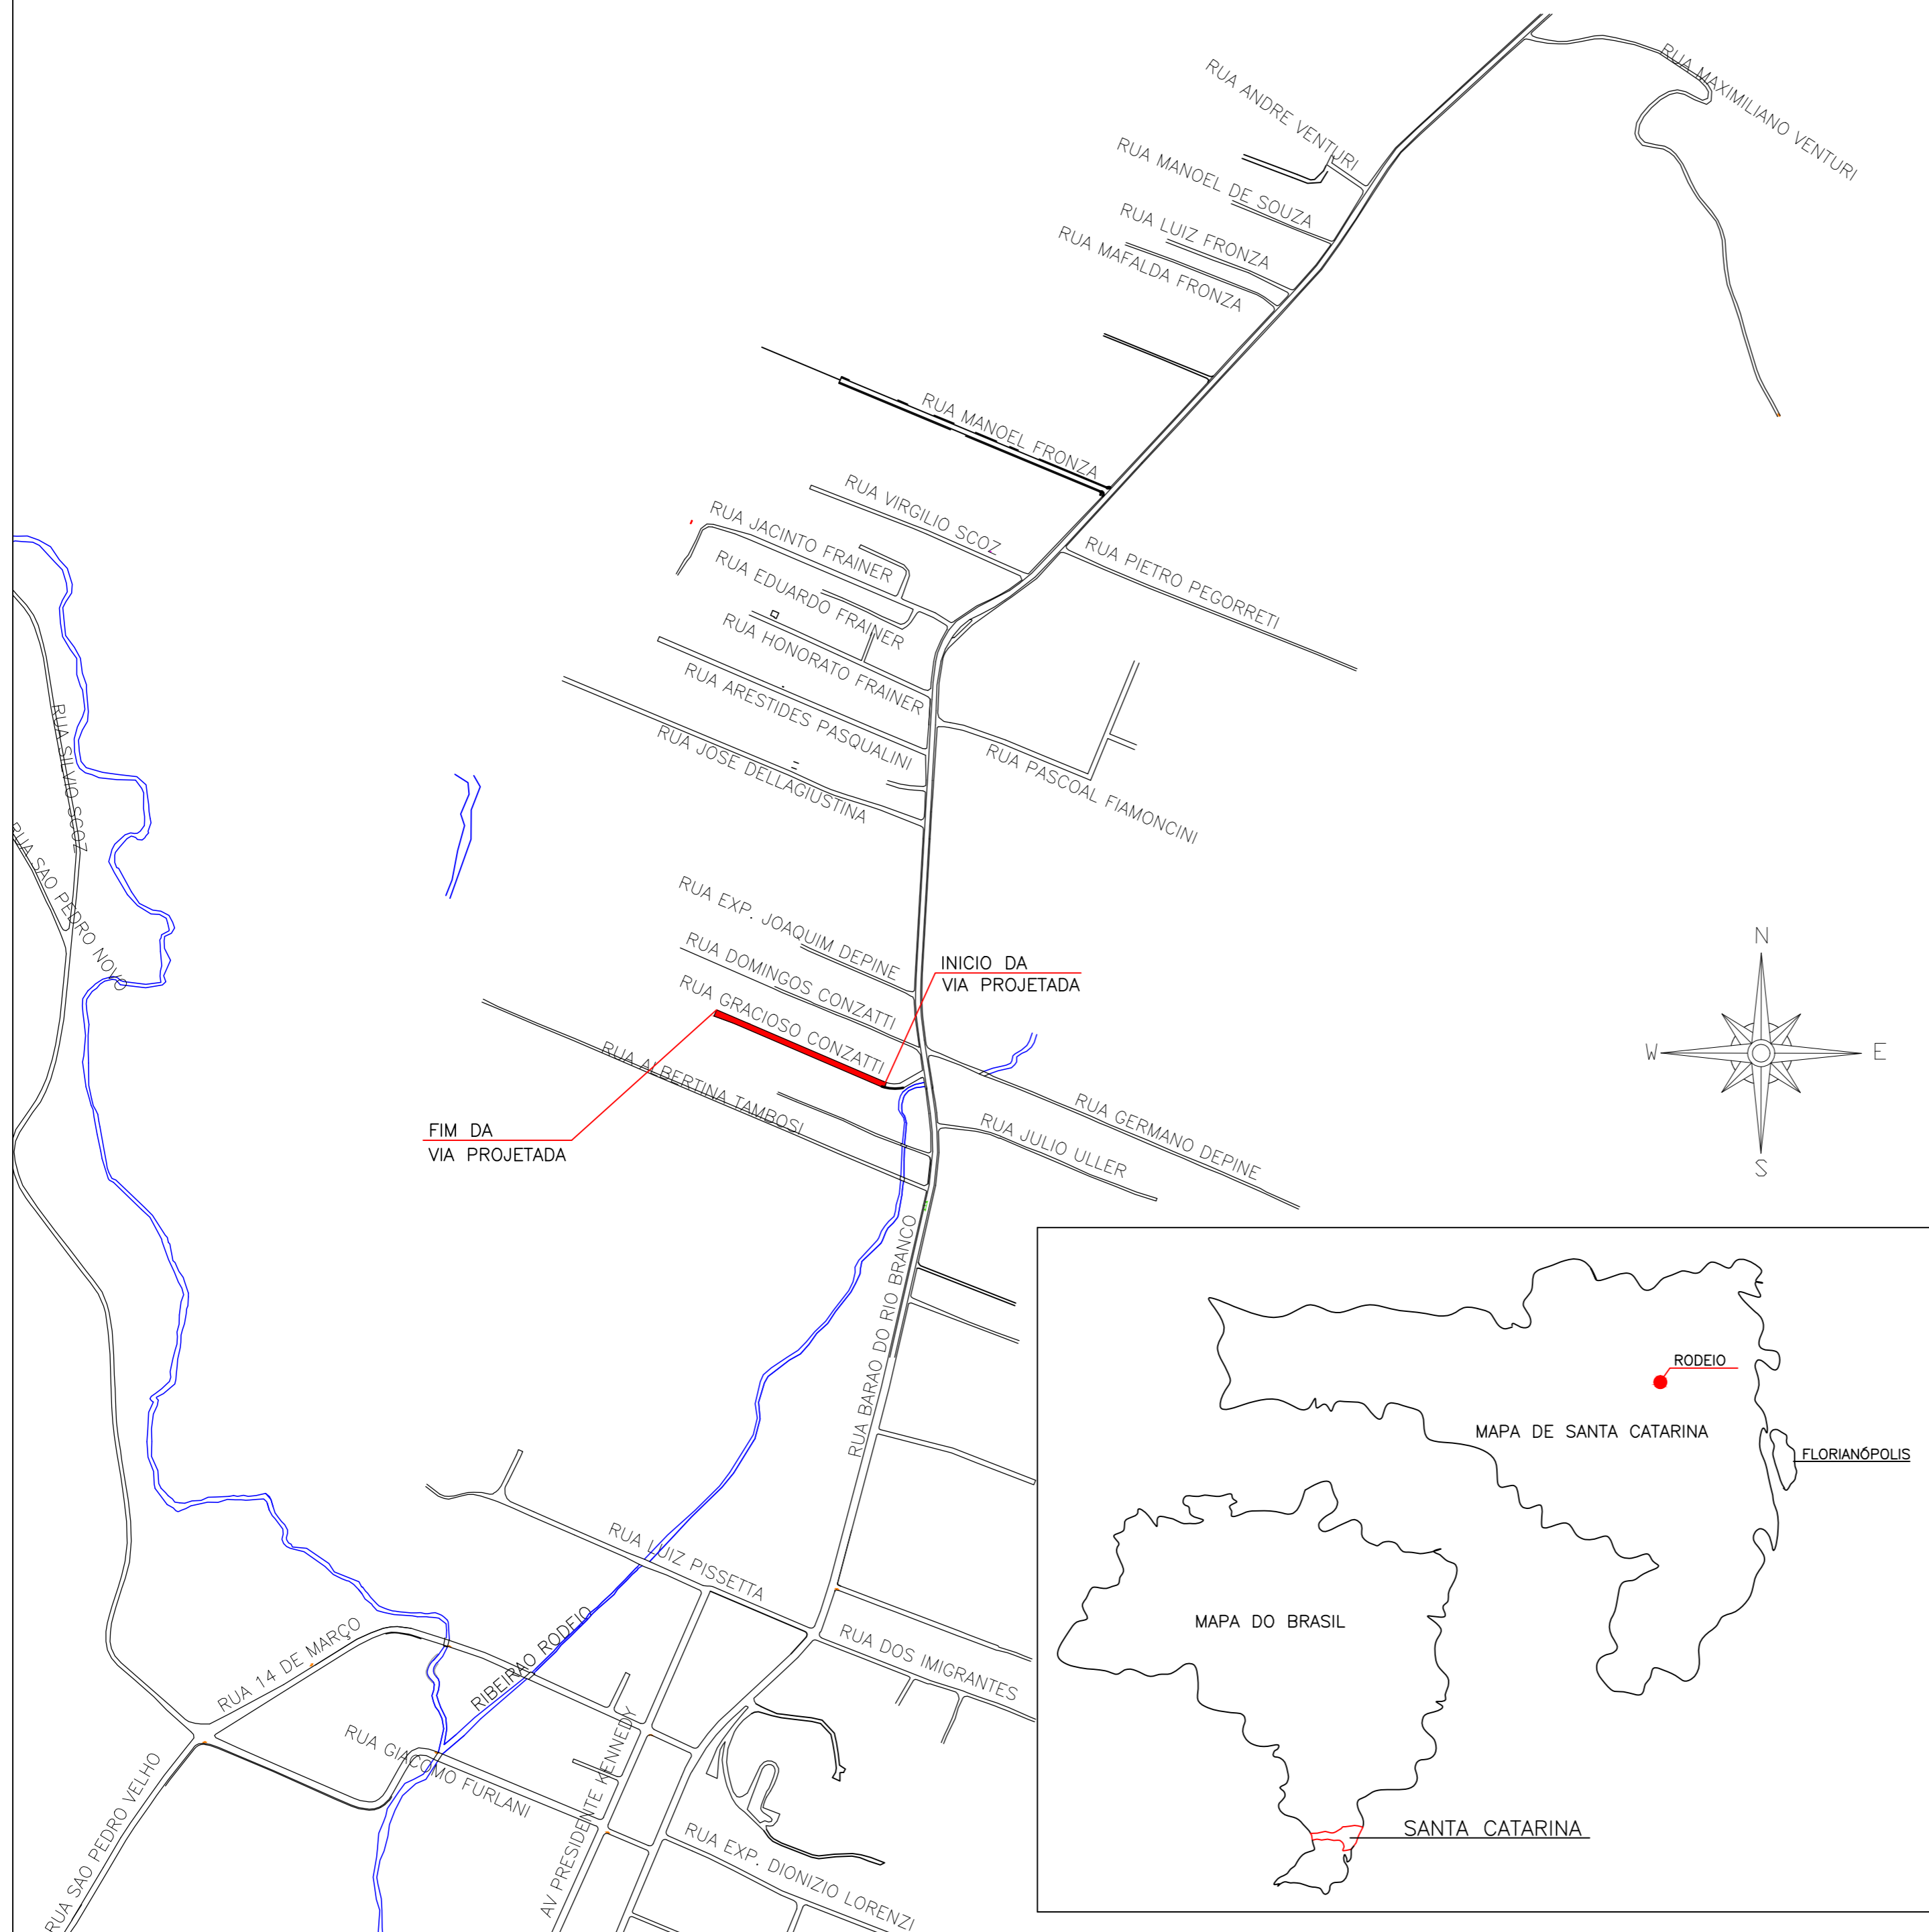 RUA MAXIMILIANO VENTURI
RUA ANDRE VENTURI
RUA MANOEL DE SOUZA
RUA LUIZ FRONZA
RUA MAFALDA FRONZA
RUA MANOEL FRONZA
RUA VIRGILIO SCOZ
RUA JACINTO FRAINER
RUA PIETRO PEGORRETI
RUA EDUARDO FRAINER
RUA HONORATO FRAINER
RUA ARESTIDES PASQUALINI
RUA JOSE DELLAGIUSTINA
RUA PASCOAL FIAMONCINI
RUA SILVIO SCOZ
RUA SAO PEDRO NOVO
RUA EXP. JOAQUIM DEPINE
RUA DOMINGOS CONZATTI
RUA GRACIOSO CONZATTI
INICIO DA
VIA PROJETADA
N
W
E
S
RUA ALBERTINA TAMBOSI
RUA GERMANO DEPINE
RUA JULIO ULLER
FIM DA
VIA PROJETADA
RUA BARAO DO RIO BRANCO
RODEIO
MAPA DE SANTA CATARINA
FLORIANÓPOLIS
MAPA DO BRASIL
SANTA CATARINA
RUA LUIZ PISSETTA
RIBEIRAO RODEIO
RUA DOS IMIGRANTES
RUA 14 DE MARÇO
RUA GIACOMO FURLANI
AV PRESIDENTE KENNEDY
RUA SAO PEDRO VELHO
RUA EXP. DIONIZIO LORENZI